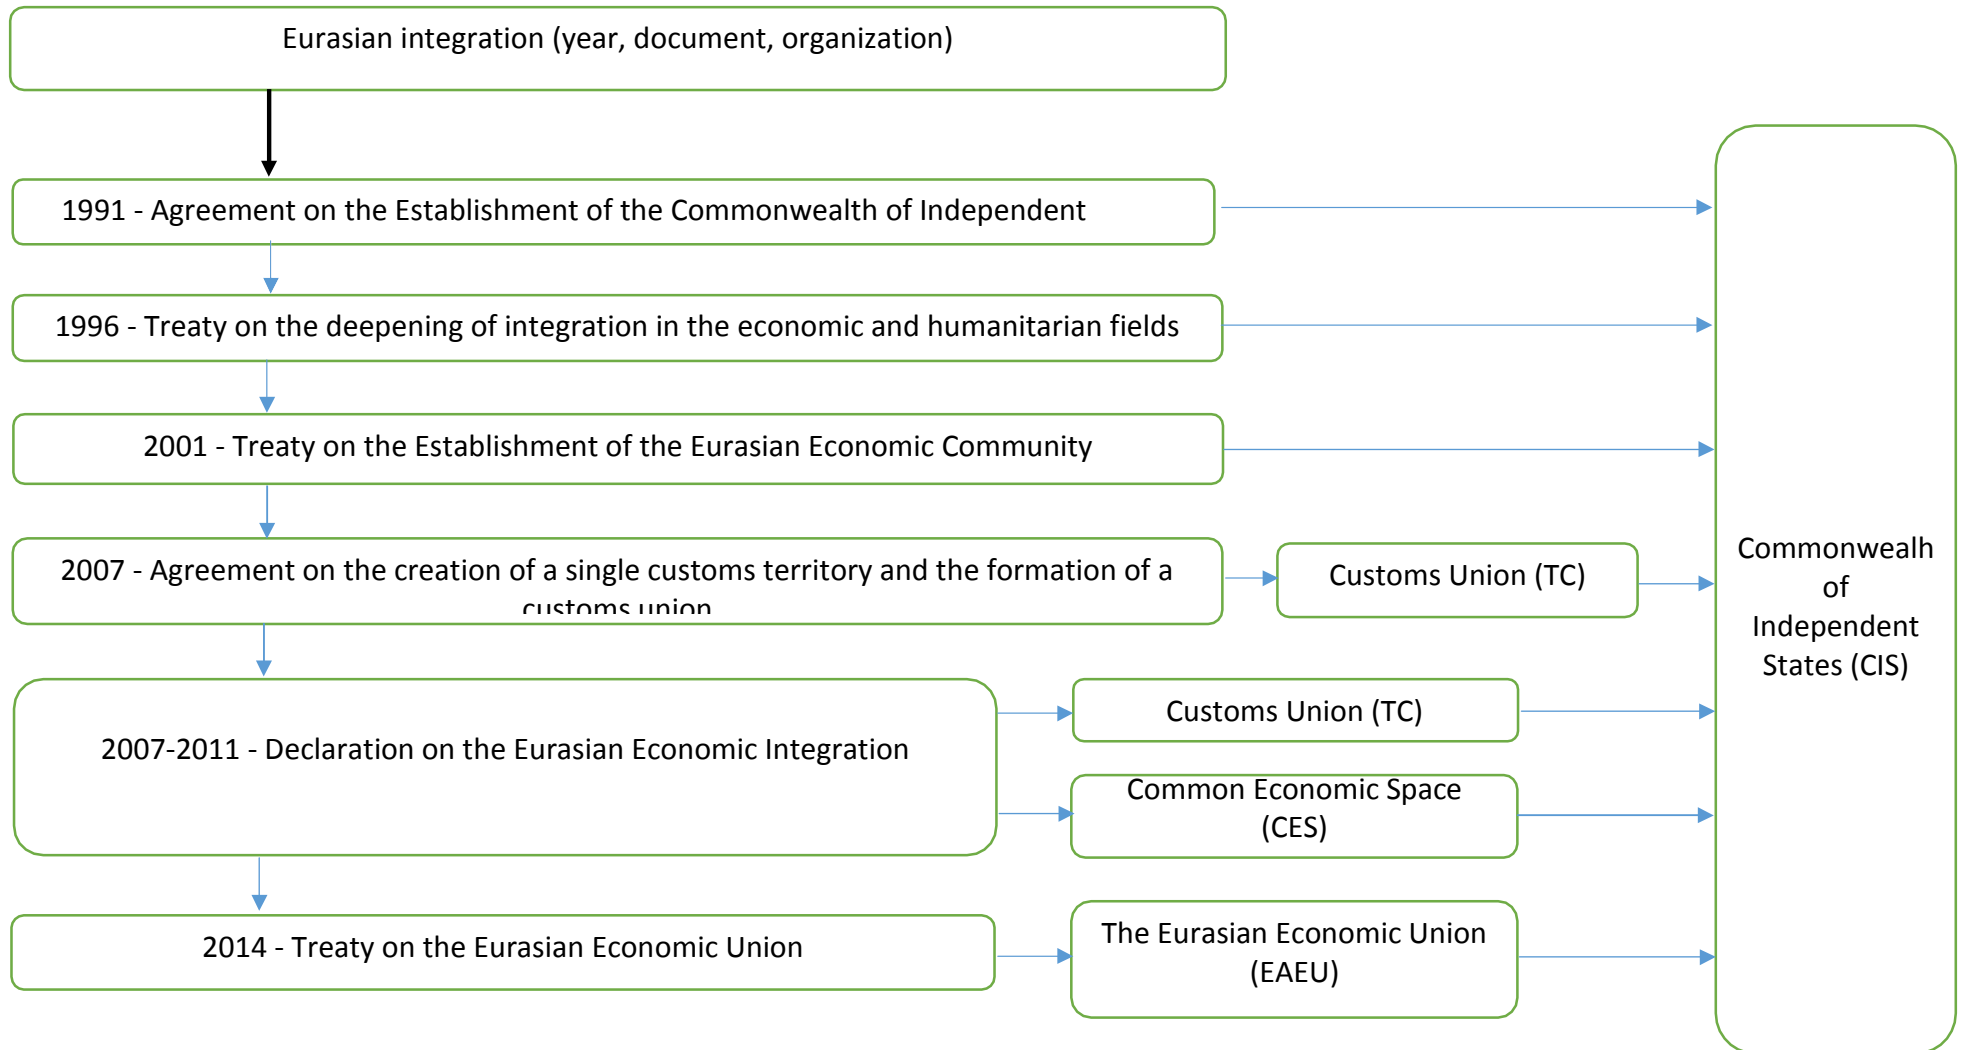 Eurasian integration (year, document, organization)
1991 - Agreement on the Establishment of the Commonwealth of Independent
1996 - Treaty on the deepening of integration in the economic and humanitarian fields
2001 - Treaty on the Establishment of the Eurasian Economic Community
2007 - Agreement on the creation of a single customs territory and the formation of a
customs union
Customs Union (TC)
2007-2011 - Declaration on the Eurasian Economic Integration
Customs Union (TC)
Common Economic Space
(CES)
2014 - Treaty on the Eurasian Economic Union
The Eurasian Economic Union
(EAEU)
Commonwealh
of
Independent
States (CIS)